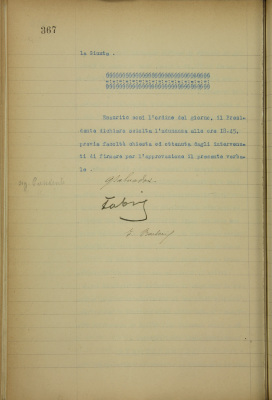 367
la Giunta .
Esaurito così l'ordine del giorno, il Presi-
dente dichiara sciolta l'adunanza alle ore 18.15,
previa facoltà chiesta ed ottenuta dagli intervenu-
ti di firmare per l'approvazione il presente verba-
le .